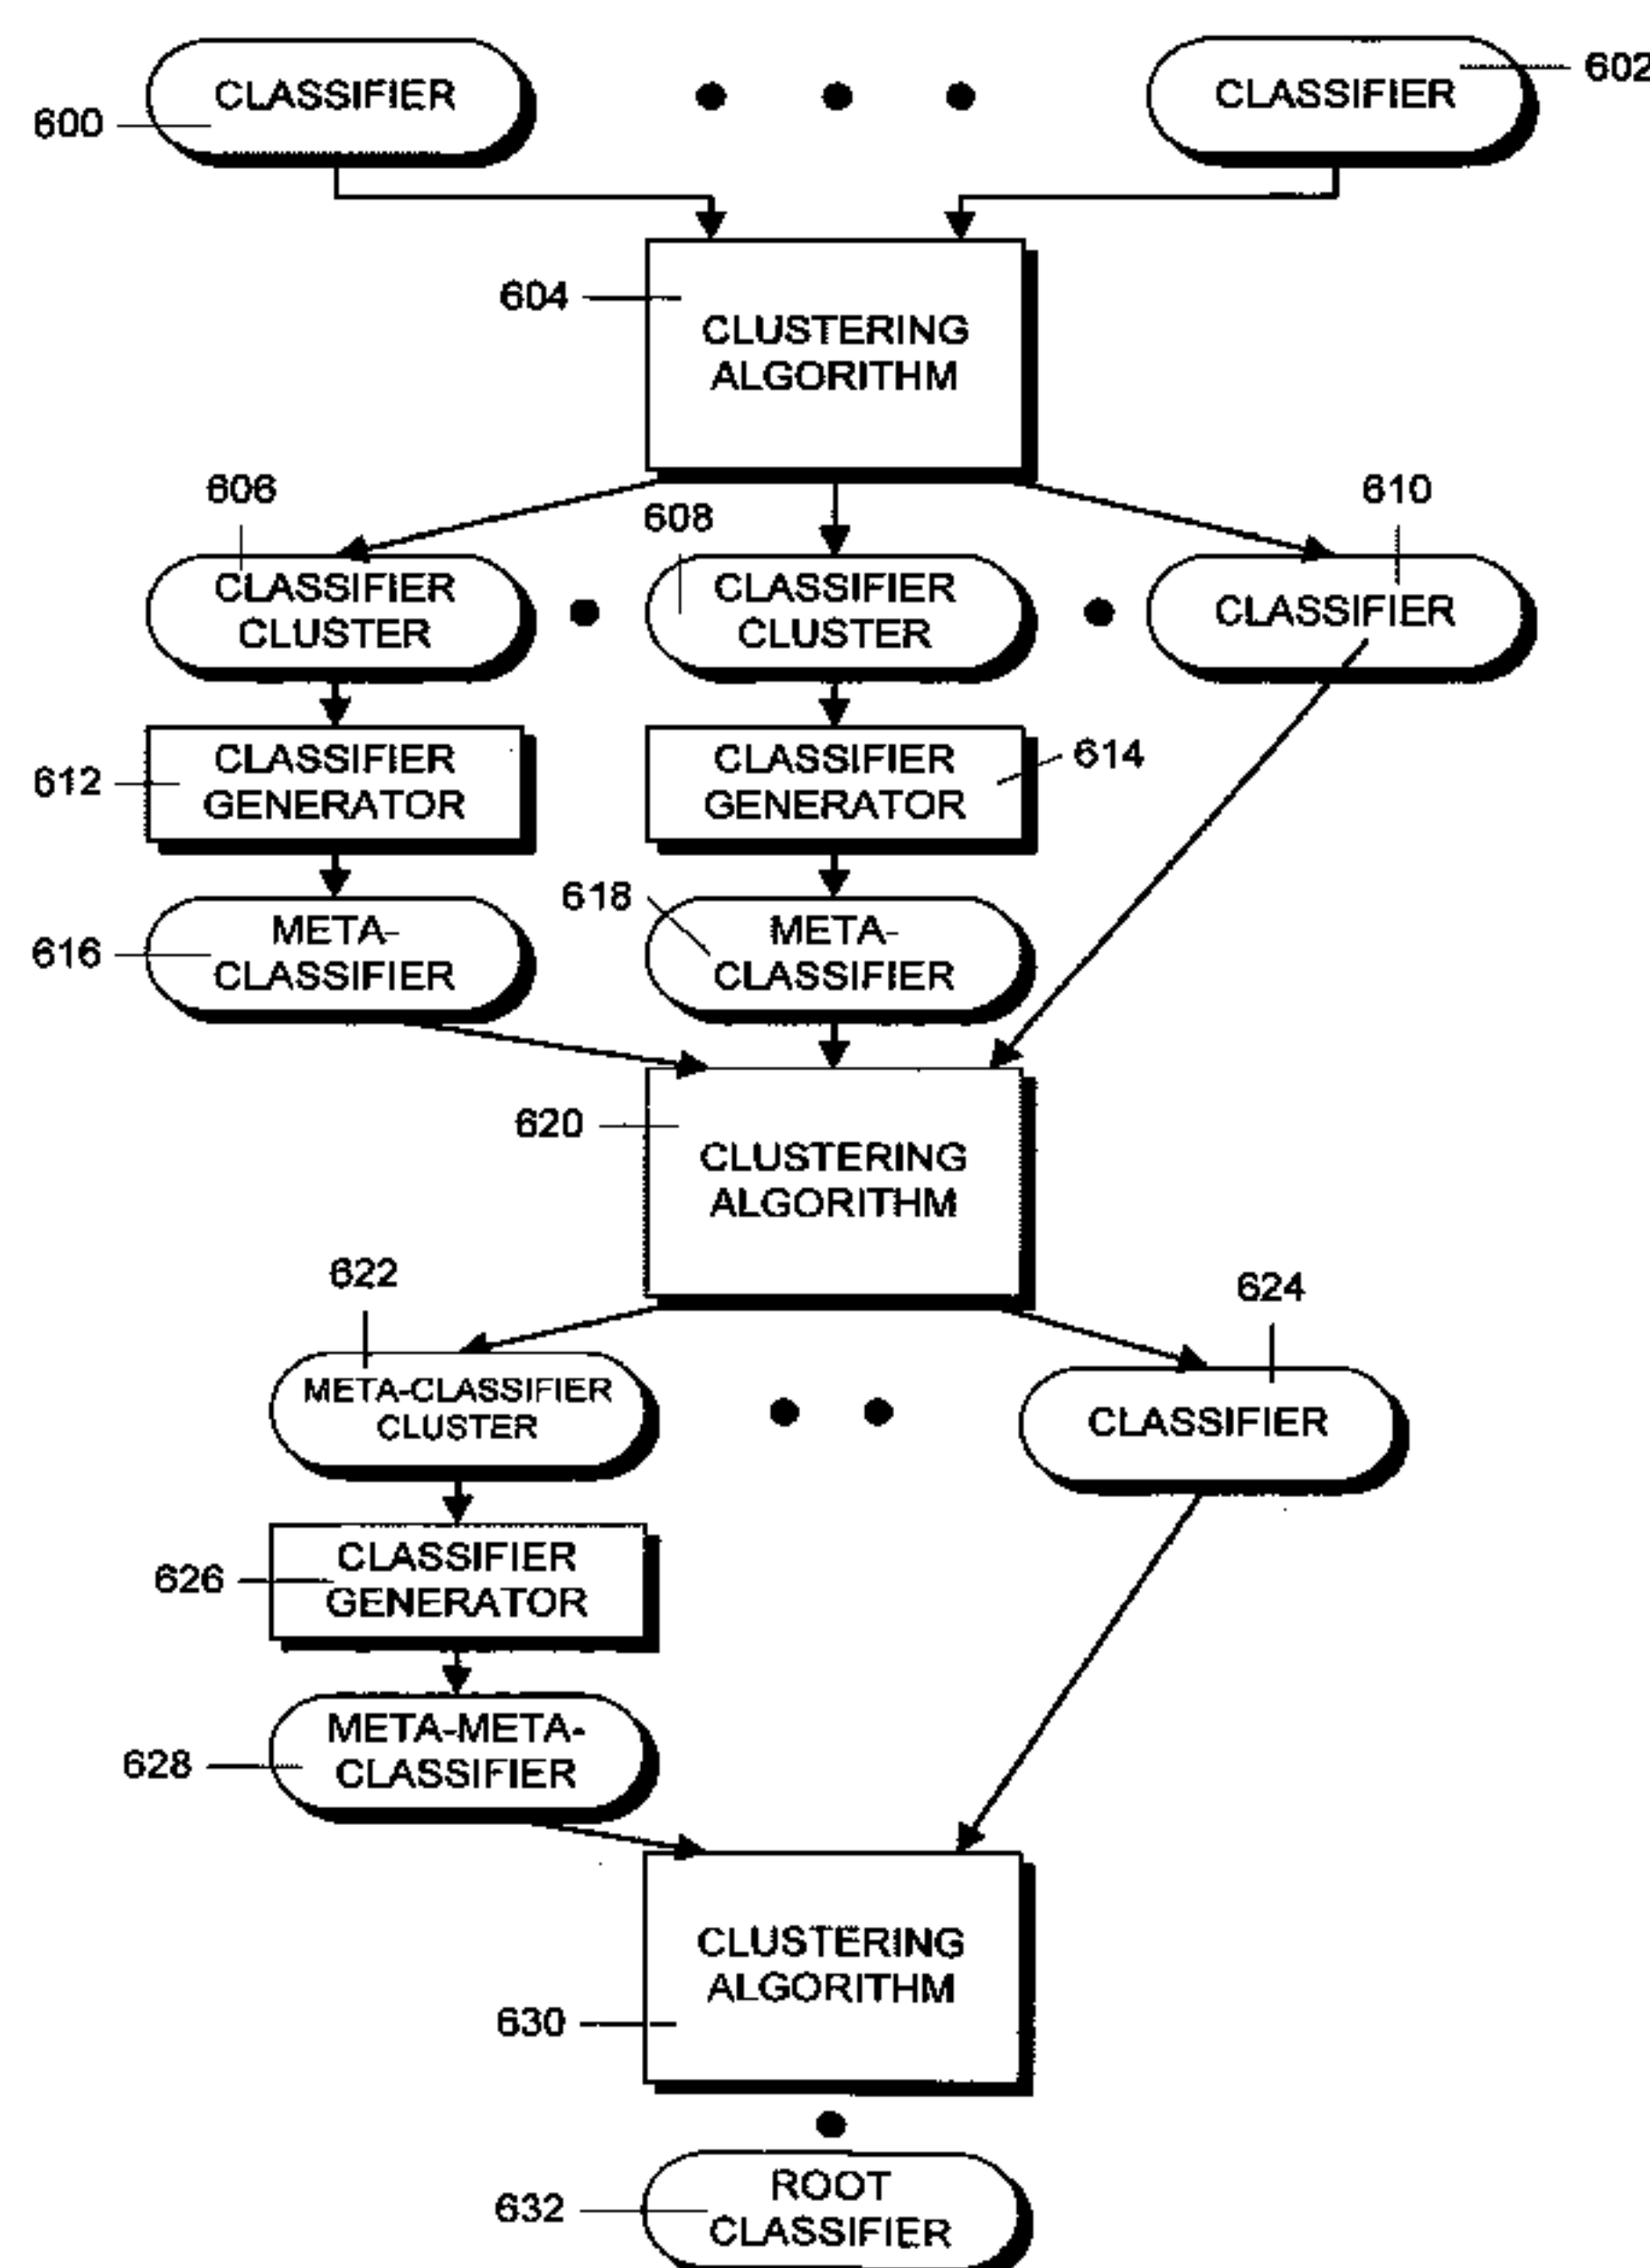 CLASSIFIER
CLASSIFIER
602
600
604
CLUSTERING
ALGORITHM
606
608
610
CLASSIFIER
CLUSTER
CLASSIFIER
CLUSTER
CLASSIFIER
612
CLASSIFIER
GENERATOR
CLASSIFIER
GENERATOR
614
616
META-
CLASSIFIER
618
META-
CLASSIFIER
620
CLUSTERING
ALGORITHM
622
624
META-CLASSIFIER
CLUSTER
CLASSIFIER
626
CLASSIFIER
GENERATOR
628
META-META-
CLASSIFIER
CLUSTERING
ALGORITHM
630
632
ROOT
CLASSIFIER